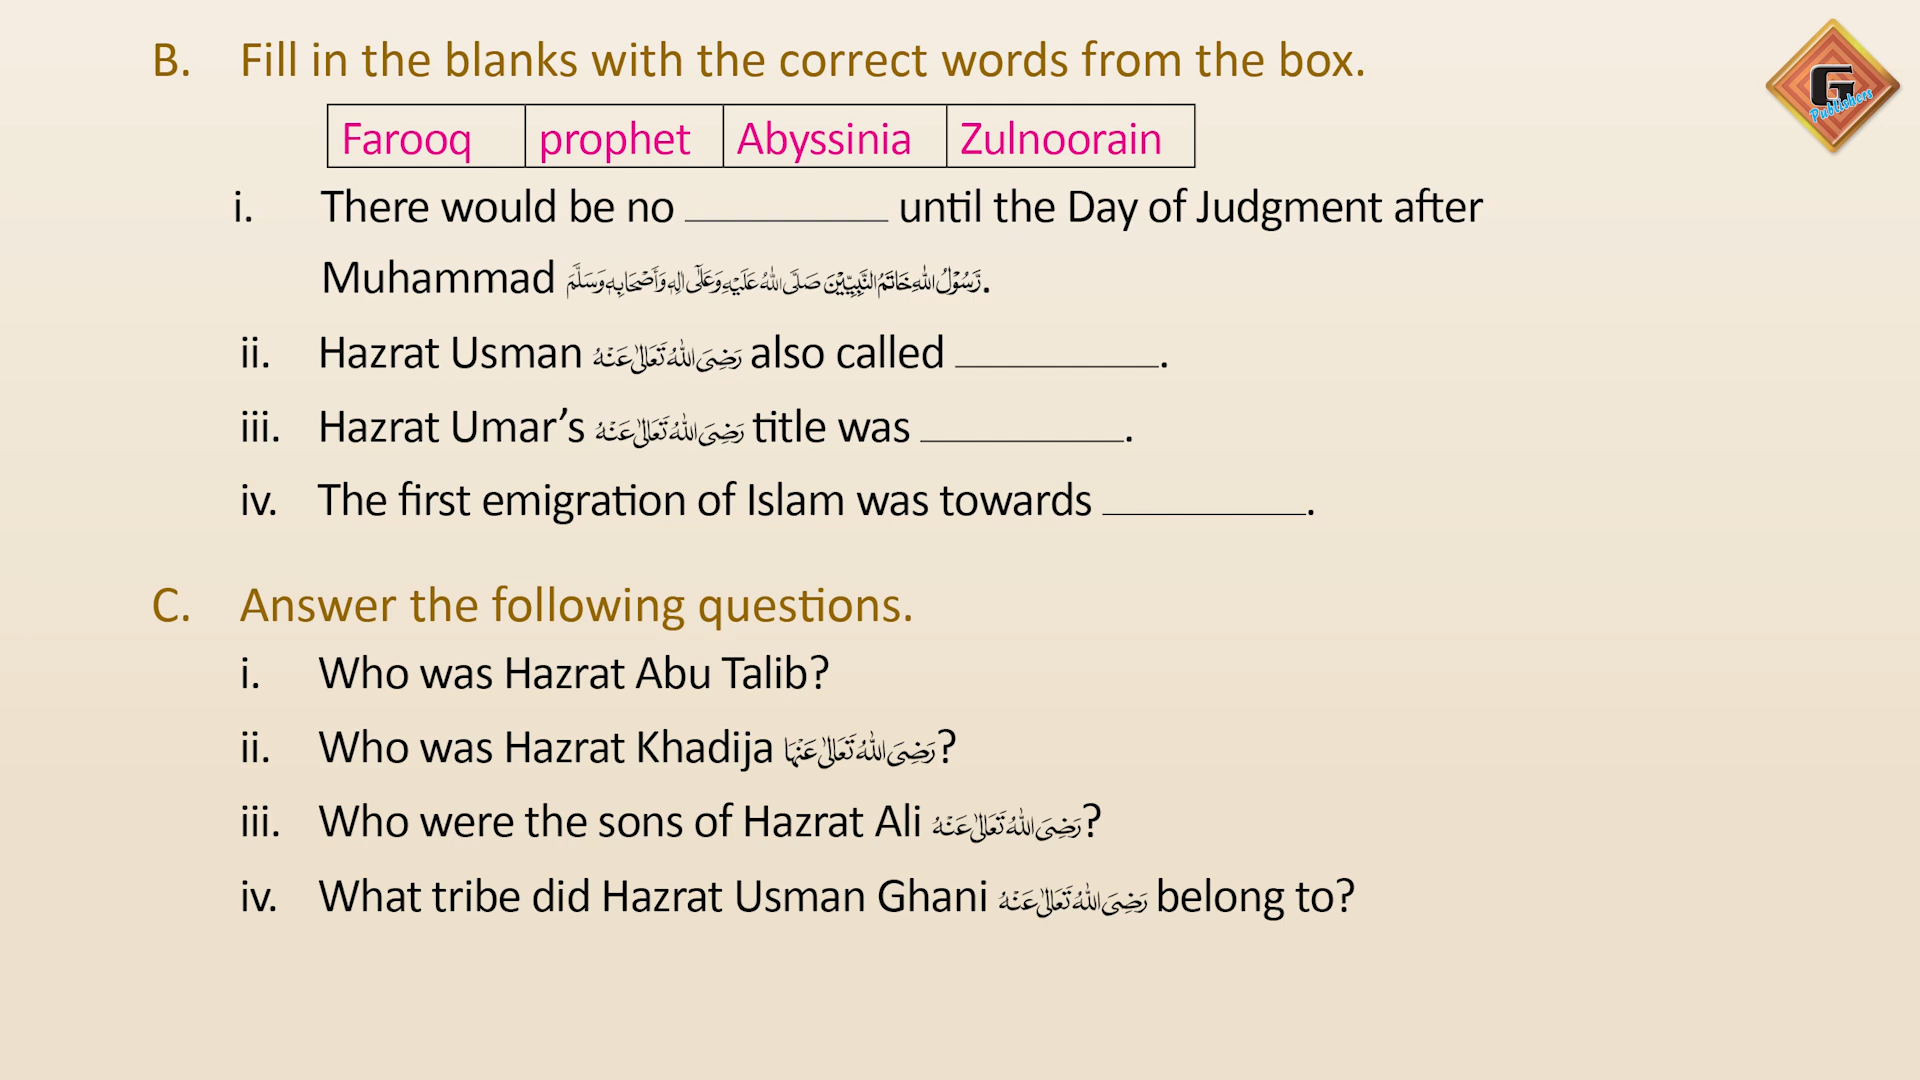 B. Fill in the blanks with the correct words from the box.
G Publishers
Farooq prophet Abyssinia Zulnoorain
i. There would be no __________ until the Day of Judgment after
Muhammad رَّسُوْلُ اللّٰهِ خَاتَمُ النَّبِيّٖنَ صَلَّى اللّٰهُ عَلَيْهِ وَعَلٰٓى اٰلِهٖ وَاَصْحَابِهٖ وَسَلَّمَ.
ii. Hazrat Usman رَضِىَ اللّٰهُ تَعَالٰى عَنْهُ also called __________.
iii. Hazrat Umar’s رَضِىَ اللّٰهُ تَعَالٰى عَنْهُ title was __________.
iv. The first emigration of Islam was towards __________.
C. Answer the following questions.
i. Who was Hazrat Abu Talib?
ii. Who was Hazrat Khadija رَضِىَ اللّٰهُ تَعَالٰى عَنْهَا?
iii. Who were the sons of Hazrat Ali رَضِىَ اللّٰهُ تَعَالٰى عَنْهُ?
iv. What tribe did Hazrat Usman Ghani رَضِىَ اللّٰهُ تَعَالٰى عَنْهُ belong to?